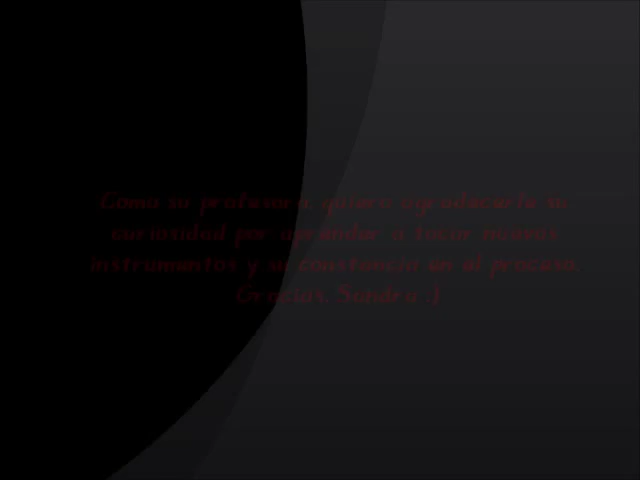 Como su profesora, quiero agradecerle su
curiosidad por aprender a tocar nuevos
instrumentos y su constancia en el proceso.
Gracias, Sandra :)